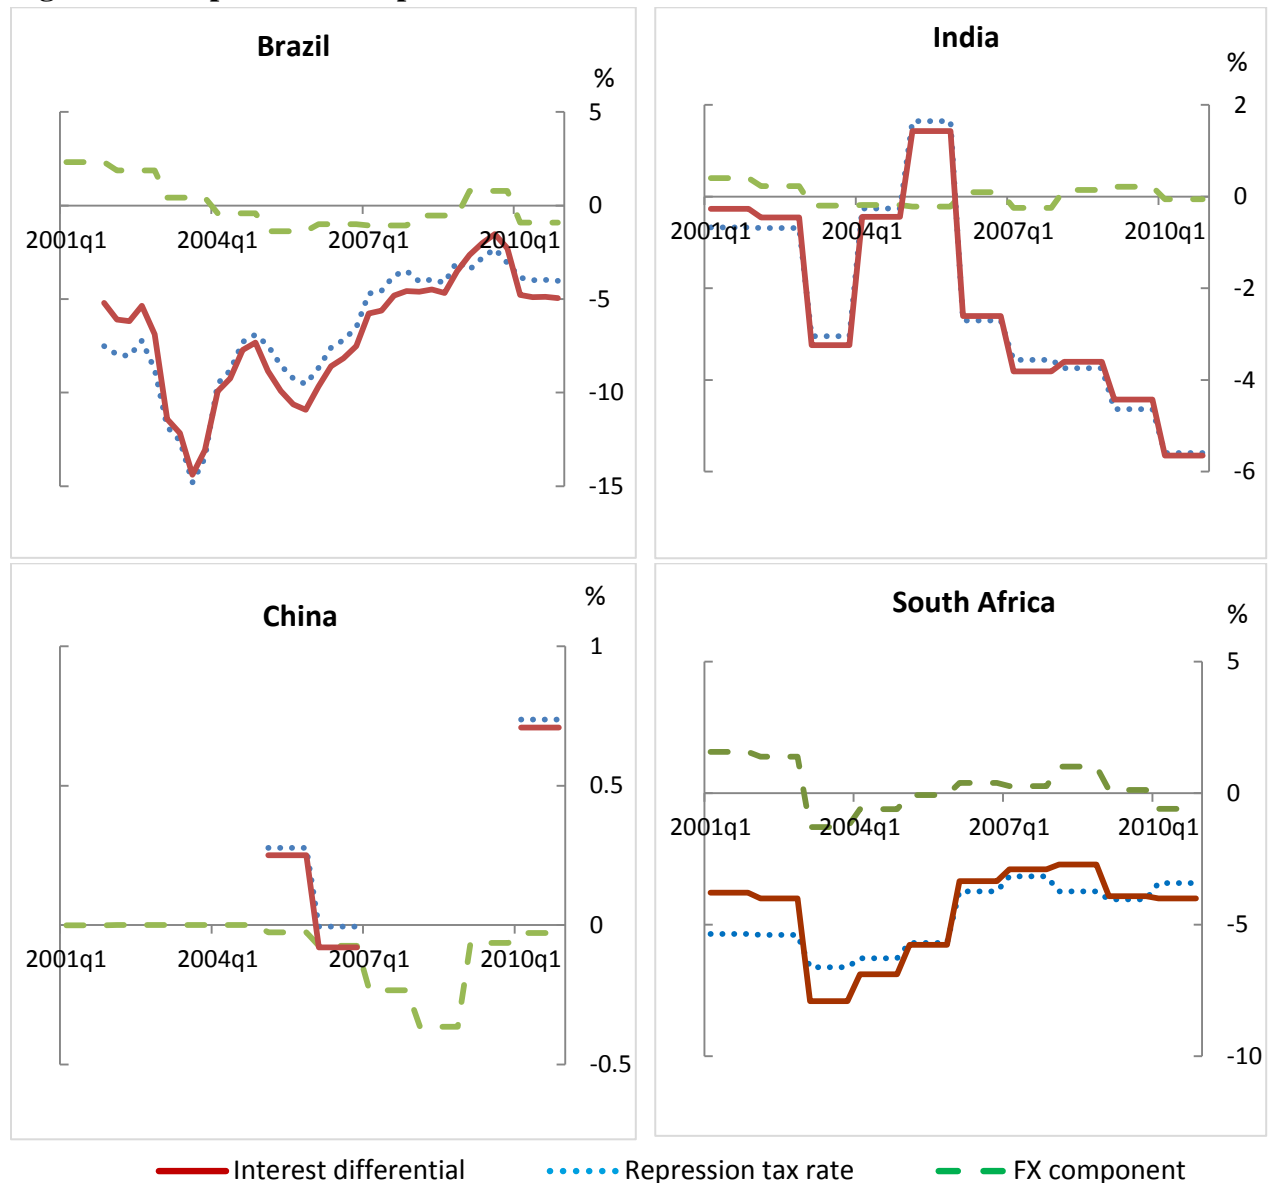 Brazil
%
5
0
2001q1 2004q1 2007q1 2010q1
-5
-10
-15
India
%
2
0
2001q1 2004q1 2007q1 2010q1
-2
-4
-6
China
%
1
0.5
0
2001q1 2004q1 2007q1 2010q1
-0.5
South Africa
%
5
0
2001q1 2004q1 2007q1 2010q1
-5
-10
Interest differential Repression tax rate FX component